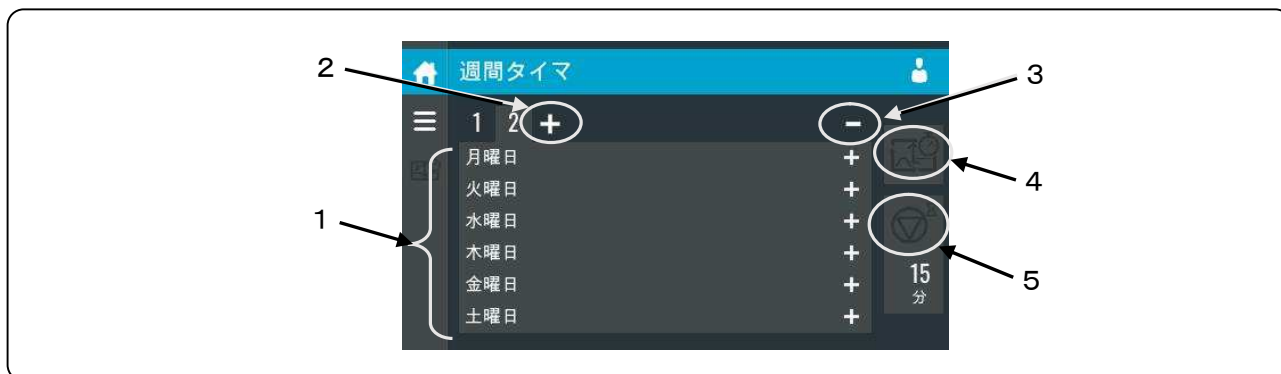 週間タイマ
1 2 +
-
月曜日 +
火曜日 +
水曜日 +
木曜日 +
金曜日 +
土曜日 +
15
分
1
2
3
4
5